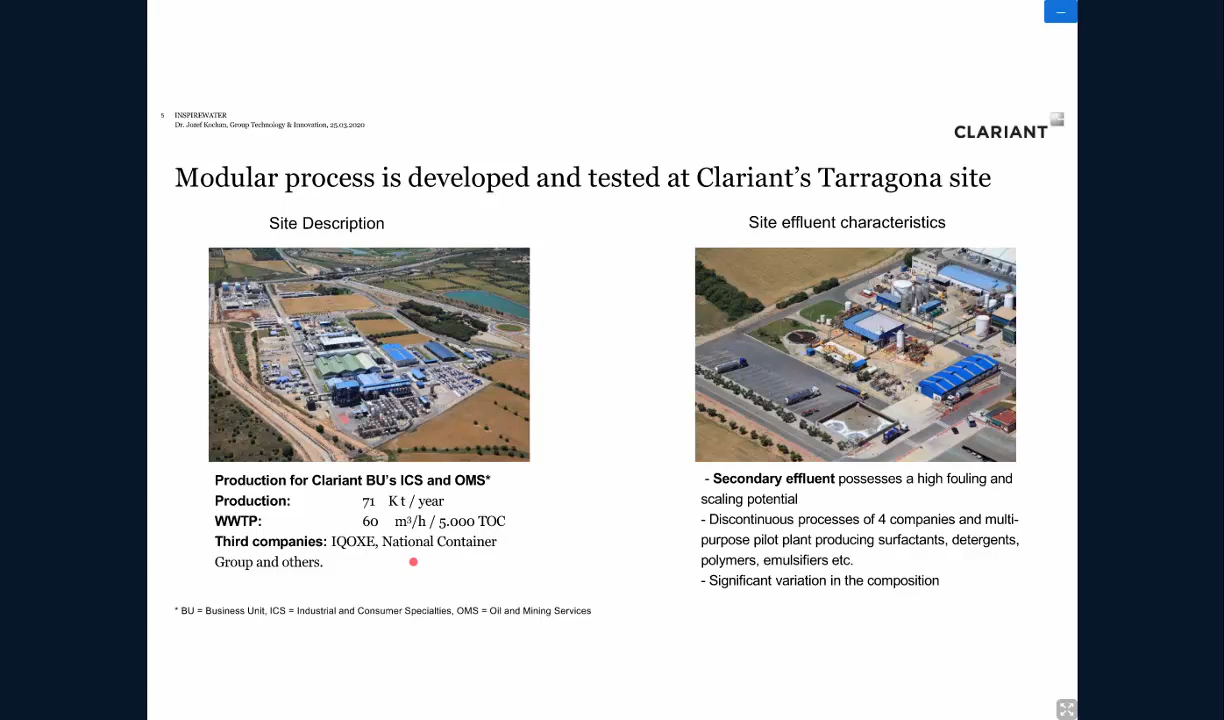 5 INSPIREWATER
Dr. Jozef Kochan, Group Technology & Innovation, 25.03.2020
CLARIANT
Modular process is developed and tested at Clariant’s Tarragona site
Site Description
Production for Clariant BU’s ICS and OMS*
Production: 71 K t / year
WWTP: 60 m³/h / 5.000 TOC
Third companies: IQOXE, National Container
Group and others.
Site effluent characteristics
- Secondary effluent possesses a high fouling and
scaling potential
- Discontinuous processes of 4 companies and multi-
purpose pilot plant producing surfactants, detergents,
polymers, emulsifiers etc.
- Significant variation in the composition
* BU = Business Unit, ICS = Industrial and Consumer Specialties, OMS = Oil and Mining Services